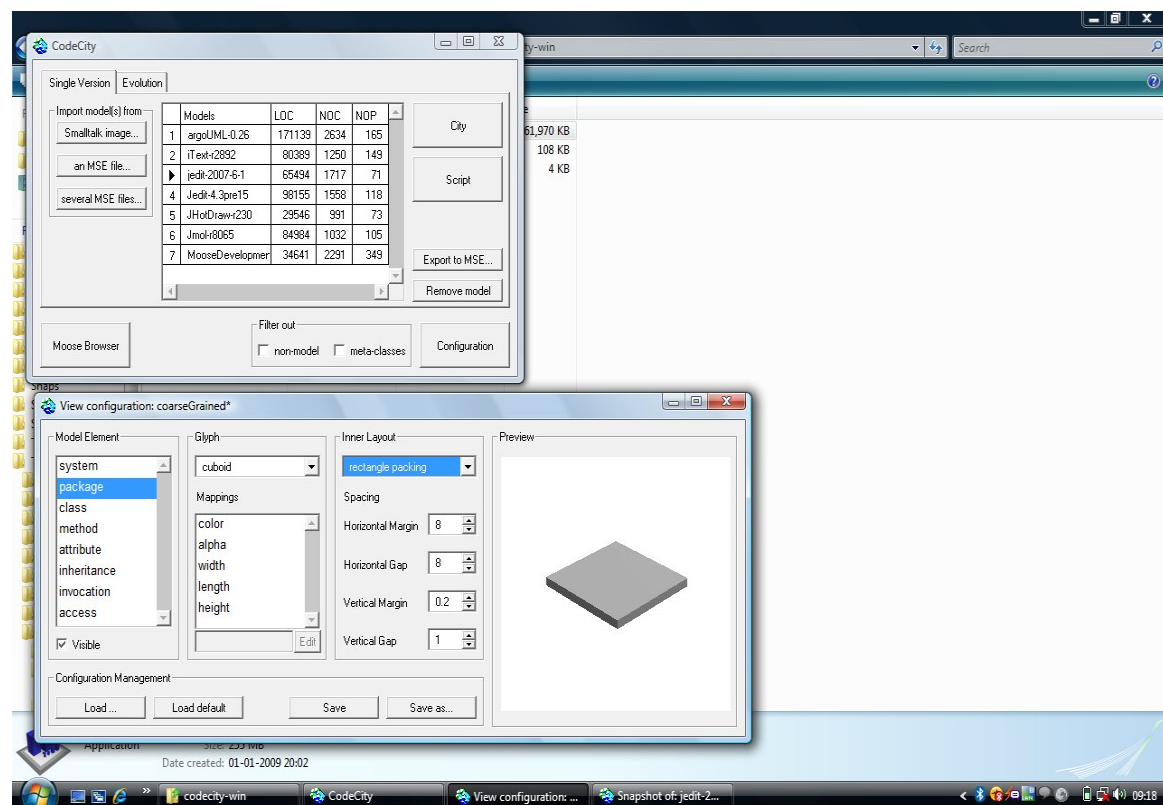 CodeCity
ty-win
Search
Single Version Evolution
Import model(s) from
Smalltalk image...
an MSE file...
several MSE files...
Models LOC NOC NOP
1 argoUML-0.26 171139 2634 165
2 iText-r2892 80389 1250 149
jedit-2007-6-1 65494 1717 71
4 Jedit-4.3pre15 98155 1558 118
5 JHotDraw-r230 29546 991 73
6 Jmol-r8065 84984 1032 105
7 MooseDevelopmer 34641 2291 349
City
Script
Export to MSE...
Remove model
61,970 KB
108 KB
4 KB
Moose Browser
Filter out
non-model meta-classes
Configuration
Snaps
View configuration: coarseGrained*
Model Element
system
package
class
method
attribute
inheritance
invocation
access
Visible
Glyph
cuboid
Mappings
color
alpha
width
length
height
Edit
Inner Layout
rectangle packing
Spacing
Horizontal Margin 8
Horizontal Gap 8
Vertical Margin 0.2
Vertical Gap 1
Preview
Configuration Management
Load ... Load default Save Save as...
Application Size: 255 MB
Date created: 01-01-2009 20:02
codecity-win CodeCity View configuration: ... Snapshot of: jedit-2... 09:18